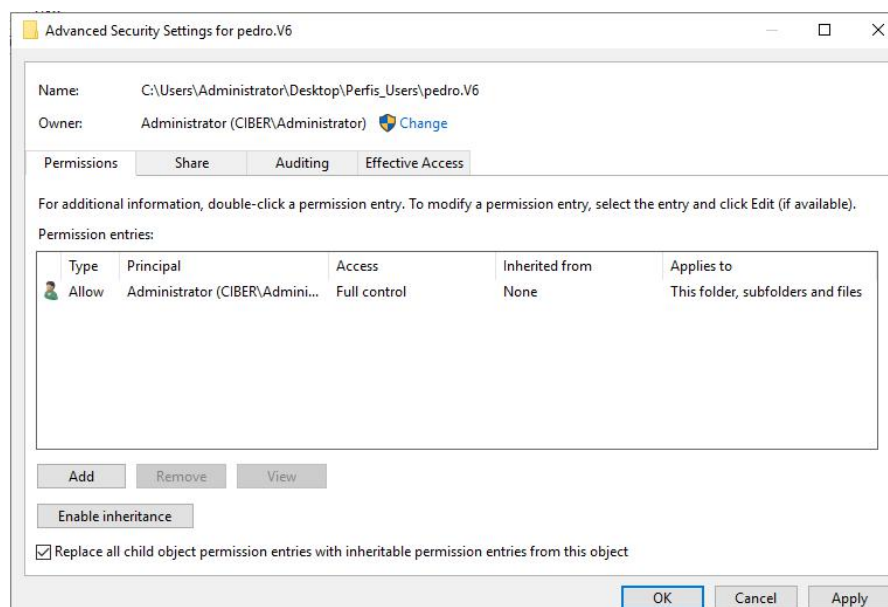 Advanced Security Settings for pedro.V6
Name: C:\Users\Administrator\Desktop\Perfis_Users\pedro.V6
Owner: Administrator (CIBER\Administrator) Change
Permissions Share Auditing Effective Access
For additional information, double-click a permission entry. To modify a permission entry, select the entry and click Edit (if available).
Permission entries:
Type Principal Access Inherited from Applies to
Allow Administrator (CIBER\Admini... Full control None This folder, subfolders and files
Add Remove View
Enable inheritance
Replace all child object permission entries with inheritable permission entries from this object
OK Cancel Apply